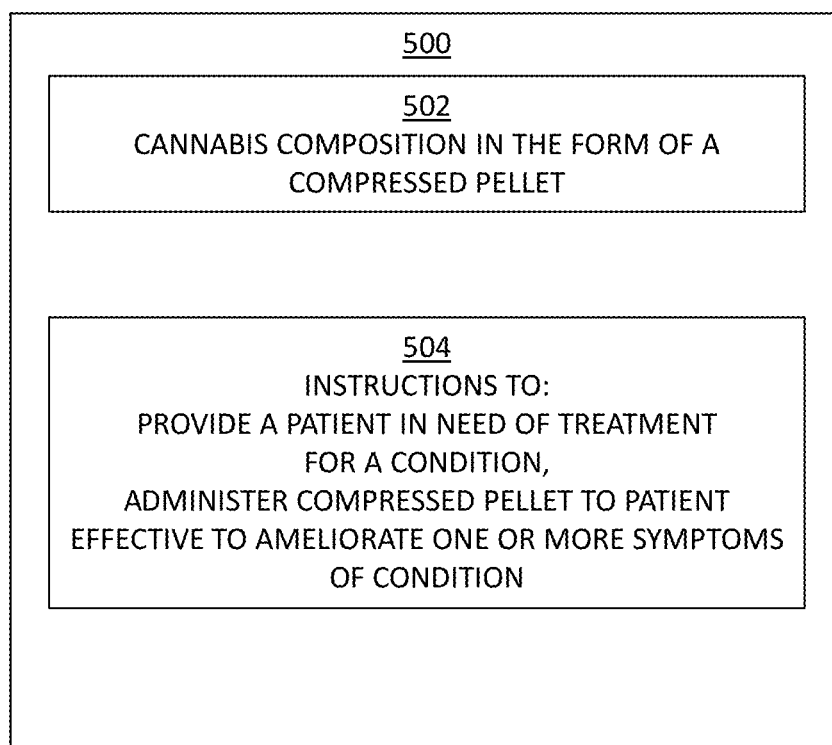 500
502
CANNABIS COMPOSITION IN THE FORM OF A
COMPRESSED PELLET
504
INSTRUCTIONS TO:
PROVIDE A PATIENT IN NEED OF TREATMENT
FOR A CONDITION,
ADMINISTER COMPRESSED PELLET TO PATIENT
EFFECTIVE TO AMELIORATE ONE OR MORE SYMPTOMS
OF CONDITION